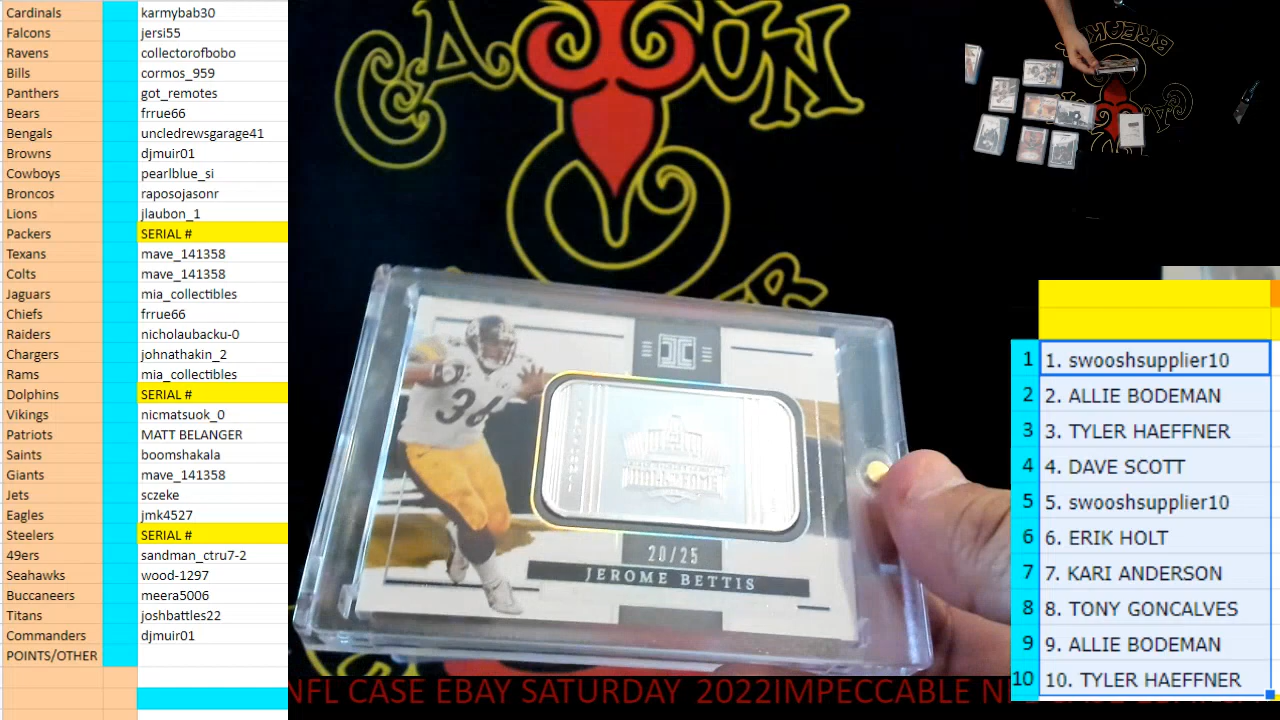 Cardinals karmybab30
Falcons jersi55
Ravens collectorofbobo
Bills cormos_959
Panthers got_remotes
Bears frrue66
Bengals uncledrewsgarage41
Browns djmuir01
Cowboys pearlblue_si
Broncos raposojasonr
Lions jlaubon_1
Packers SERIAL #
Texans mave_141358
Colts mave_141358
Jaguars mia_collectibles
Chiefs frrue66
Raiders nicholaubacku-0
Chargers johnathakin_2
Rams mia_collectibles
Dolphins SERIAL #
Vikings nicmatsuok_0
Patriots MATT BELANGER
Saints boomshakala
Giants mave_141358
Jets sczeke
Eagles jmk4527
Steelers SERIAL #
49ers sandman_ctru7-2
Seahawks wood-1297
Buccaneers meera5006
Titans joshbattles22
Commanders djmuir01
POINTS/OTHER
36
20/25
JEROME BETTIS
BREAK
1 1. swooshsupplier10
2 2. ALLIE BODEMAN
3 3. TYLER HAEFFNER
4 4. DAVE SCOTT
5 5. swooshsupplier10
6 6. ERIK HOLT
7 7. KARI ANDERSON
8 8. TONY GONCALVES
9 9. ALLIE BODEMAN
10 10. TYLER HAEFFNER
NFL CASE EBAY SATURDAY 2022IMPECCABLE